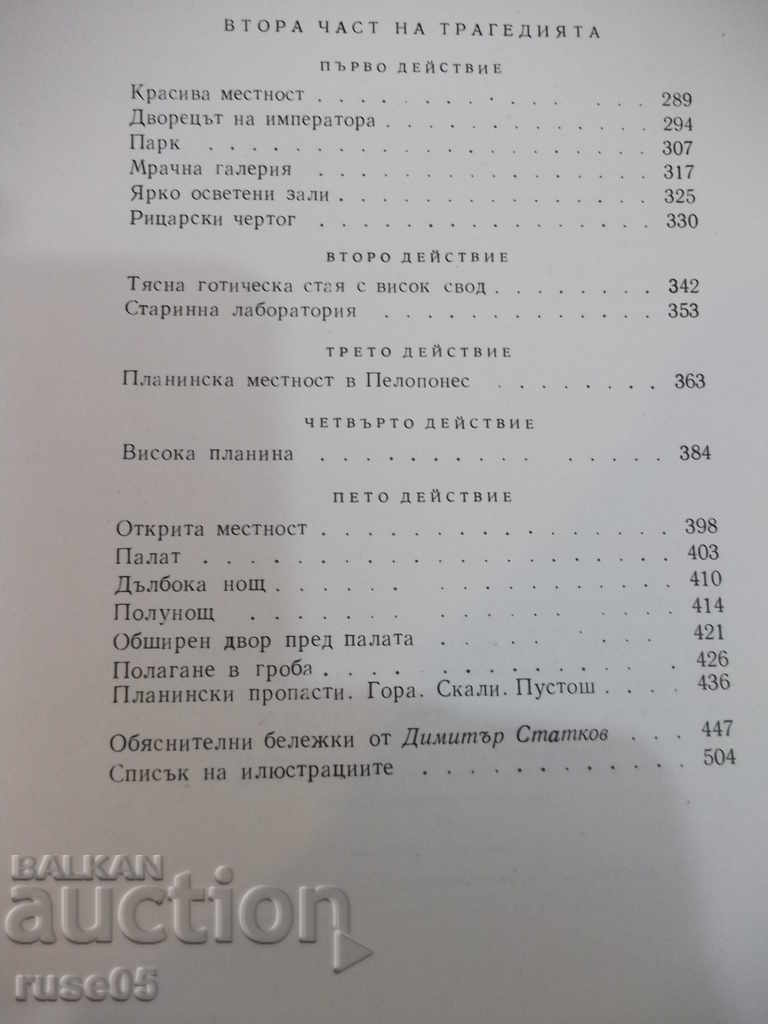 ВТОРА ЧАСТ НА ТРАГЕДИЯТА
ПЪРВО ДЕЙСТВИЕ
Красива местност . . . . . . . . . . . . 289
Дворецът на императора . . . . . . . . . . . . 294
Парк . . . . . . . . . . . . . . . . . 307
Мрачна галерия . . . . . . . . . . . . . 317
Ярко осветени зали . . . . . . . . . . . . . 325
Рицарски чертог . . . . . . . . . . . . . 330
ВТОРО ДЕЙСТВИЕ
Тясна готическа стая с висок свод . . . . . . . . 342
Старинна лаборатория . . . . . . . . . . . 353
ТРЕТО ДЕЙСТВИЕ
Планинска местност в Пелопонес . . . . . . . 363
ЧЕТВЪРТО ДЕЙСТВИЕ
Висока планина . . . . . . . . . . . . 384
ПЕТО ДЕЙСТВИЕ
Открита местност . . . . . . . . . . . . . . 398
Палат . . . . . . . . . . . . . . . . . 403
Дълбока нощ . . . . . . . . . . . . . . 410
Полунощ . . . . . . . . . . . . . . . 414
Обширен двор пред палата . . . . . . . . 421
Полагане в гроба . . . . . . . . . . . . . 426
Планински пропасти. Гора. Скали. Пустош . . . . 436
Обяснителни бележки от Димитър Статков . . . 447
Списък на илюстрациите . . . . . . . . . . . 504
BALKAN
auction
ruse05